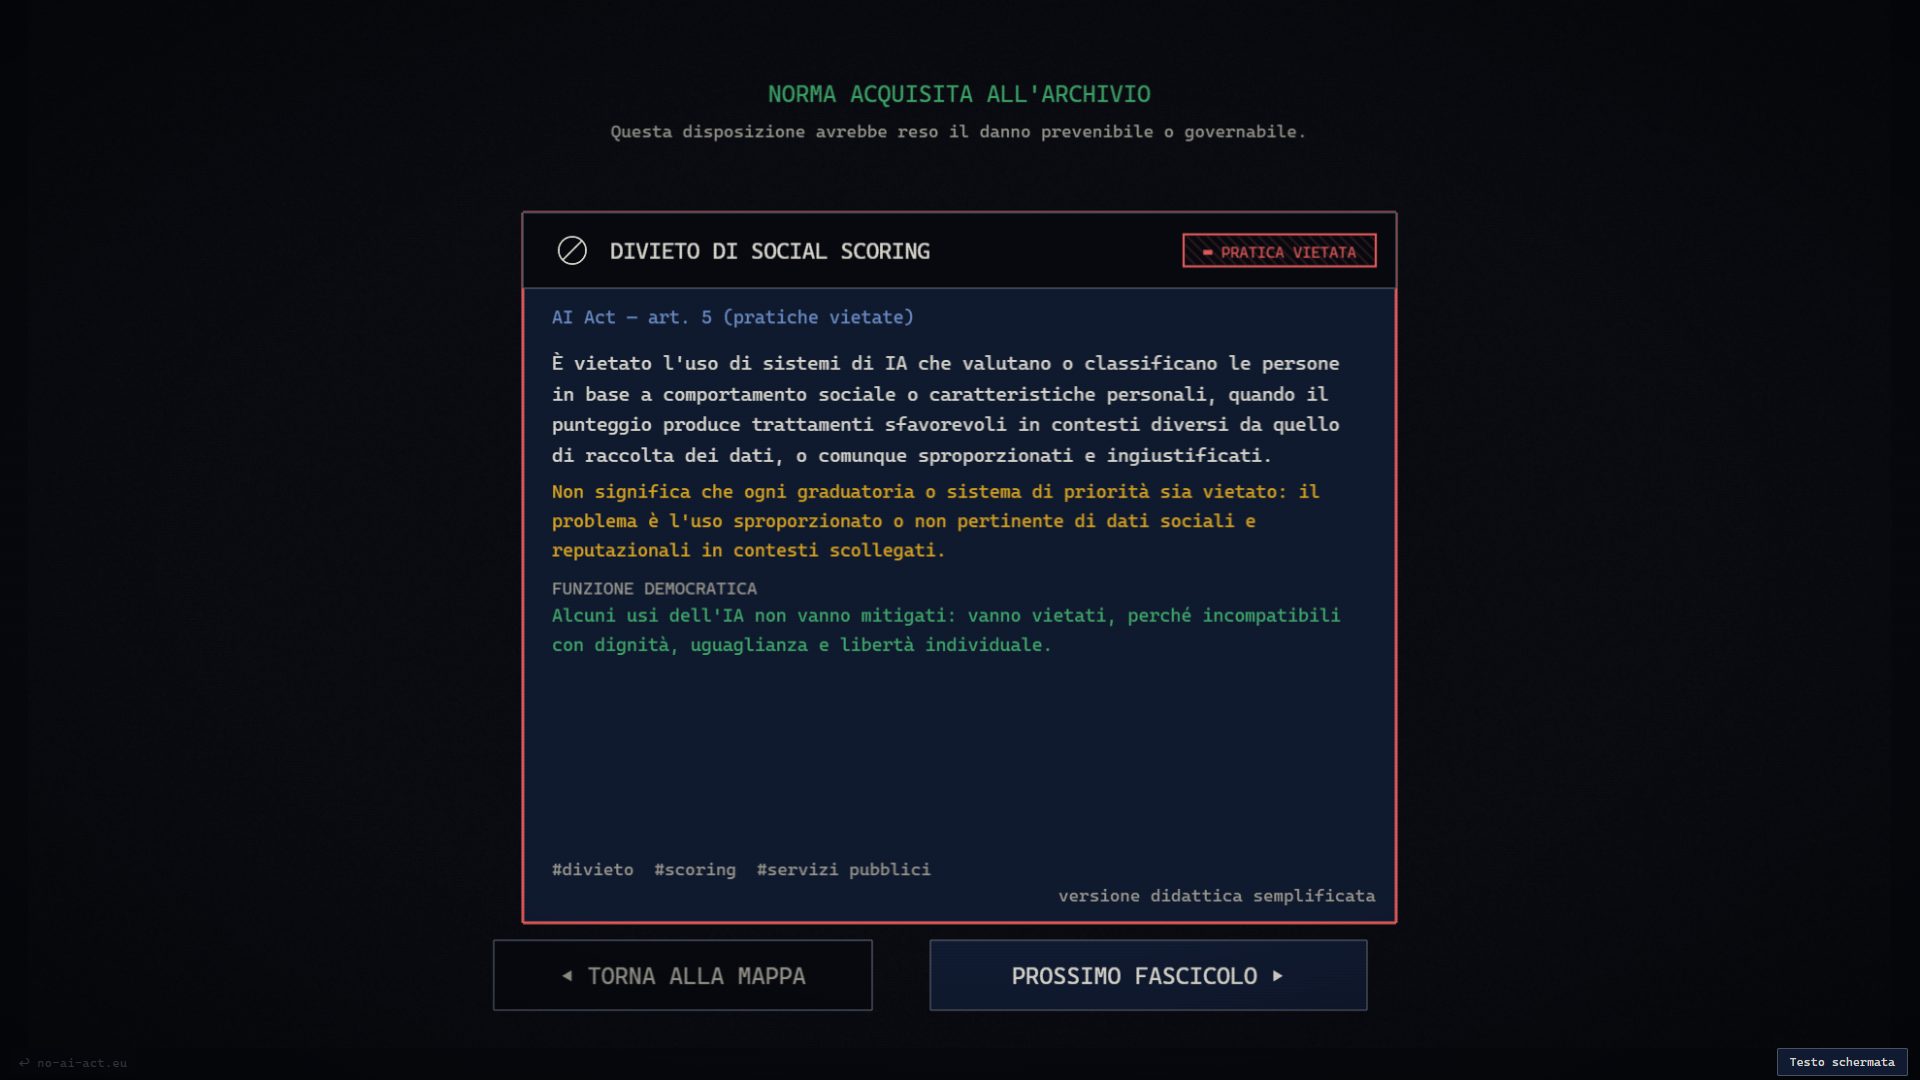 NORMA ACQUISITA ALL'ARCHIVIO
Questa disposizione avrebbe reso il danno prevenibile o governabile.
DIVIETO DI SOCIAL SCORING
PRATICA VIETATA
AI Act — art. 5 (pratiche vietate)
È vietato l'uso di sistemi di IA che valutano o classificano le persone
in base a comportamento sociale o caratteristiche personali, quando il
punteggio produce trattamenti sfavorevoli in contesti diversi da quello
di raccolta dei dati, o comunque sproporzionati e ingiustificati.
Non significa che ogni graduatoria o sistema di priorità sia vietato: il
problema è l'uso sproporzionato o non pertinente di dati sociali e
reputazionali in contesti scollegati.
FUNZIONE DEMOCRATICA
Alcuni usi dell'IA non vanno mitigati: vanno vietati, perché incompatibili
con dignità, uguaglianza e libertà individuale.
#divieto #scoring #servizi pubblici
versione didattica semplificata
◄ TORNA ALLA MAPPA
PROSSIMO FASCICOLO ►
↩ no-ai-act.eu
Testo schermata